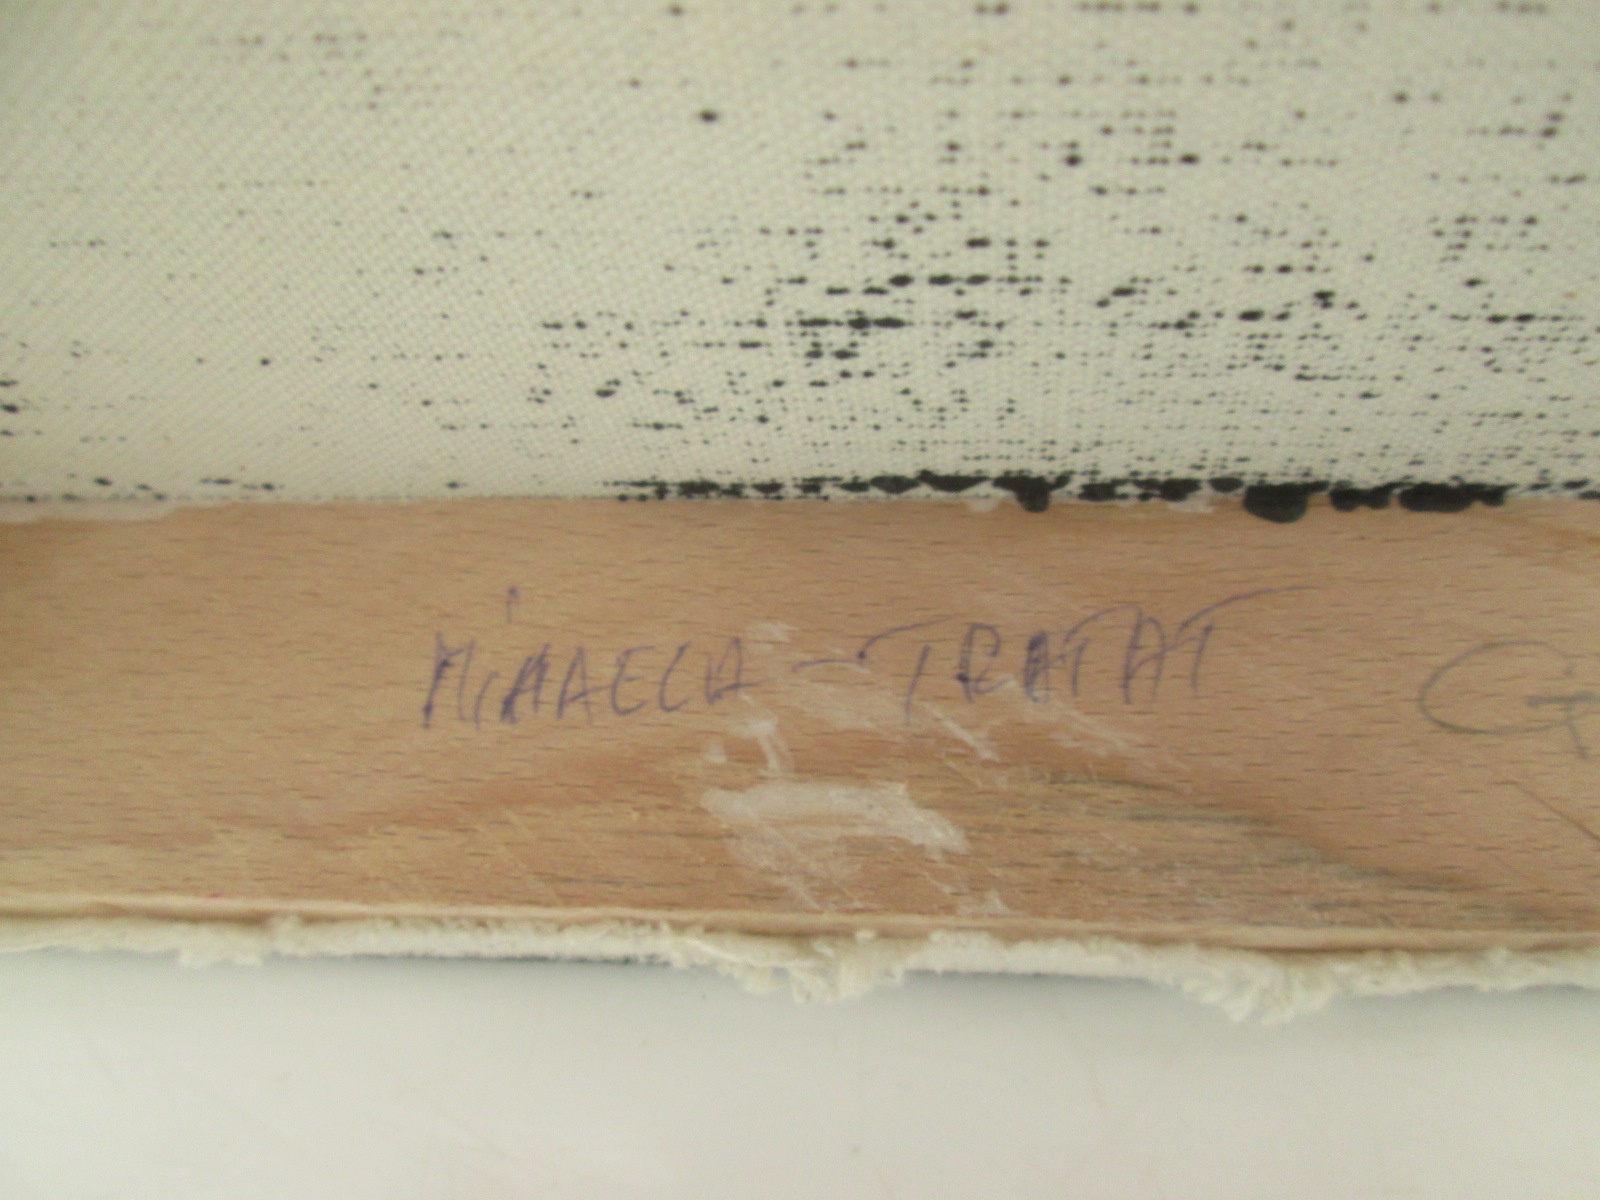 MIHAELA - TRATAT G